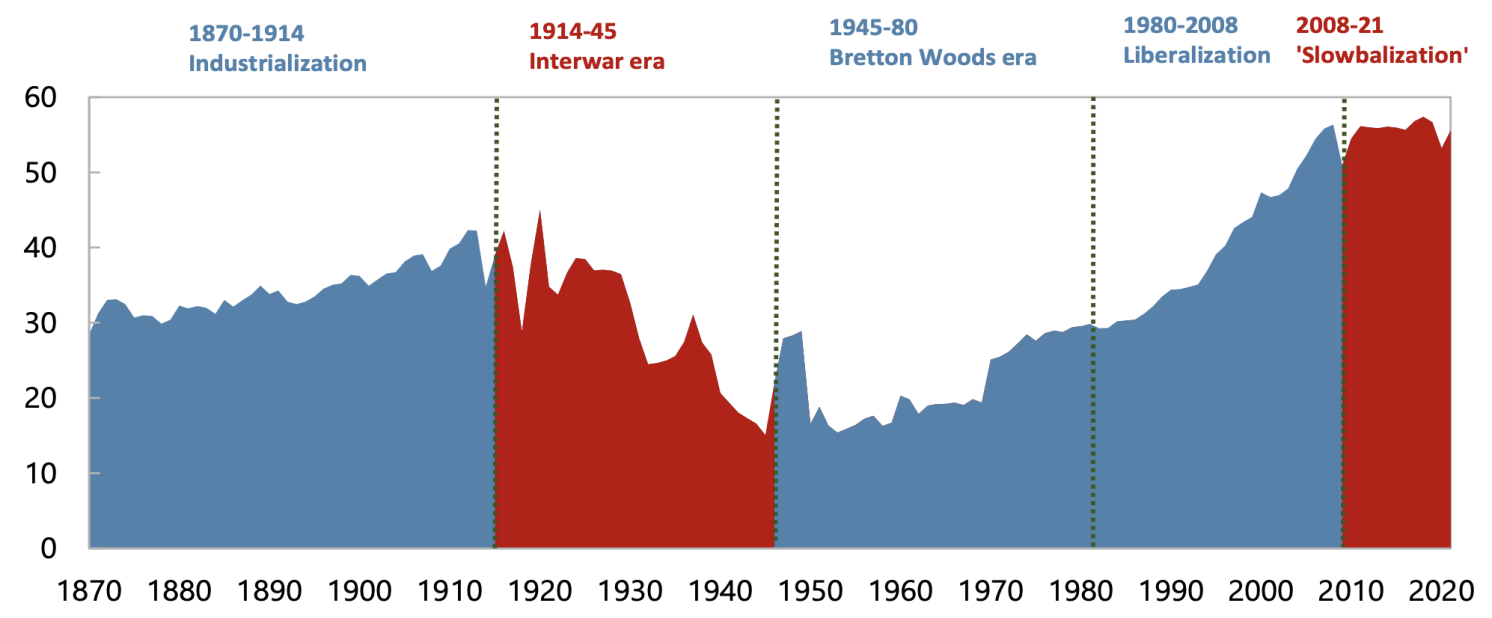 1870-1914
Industrialization
1914-45
Interwar era
1945-80
Bretton Woods era
1980-2008
Liberalization
2008-21
'Slowbalization'
60
50
40
30
20
10
0
1870 1880 1890 1900 1910 1920 1930 1940 1950 1960 1970 1980 1990 2000 2010 2020